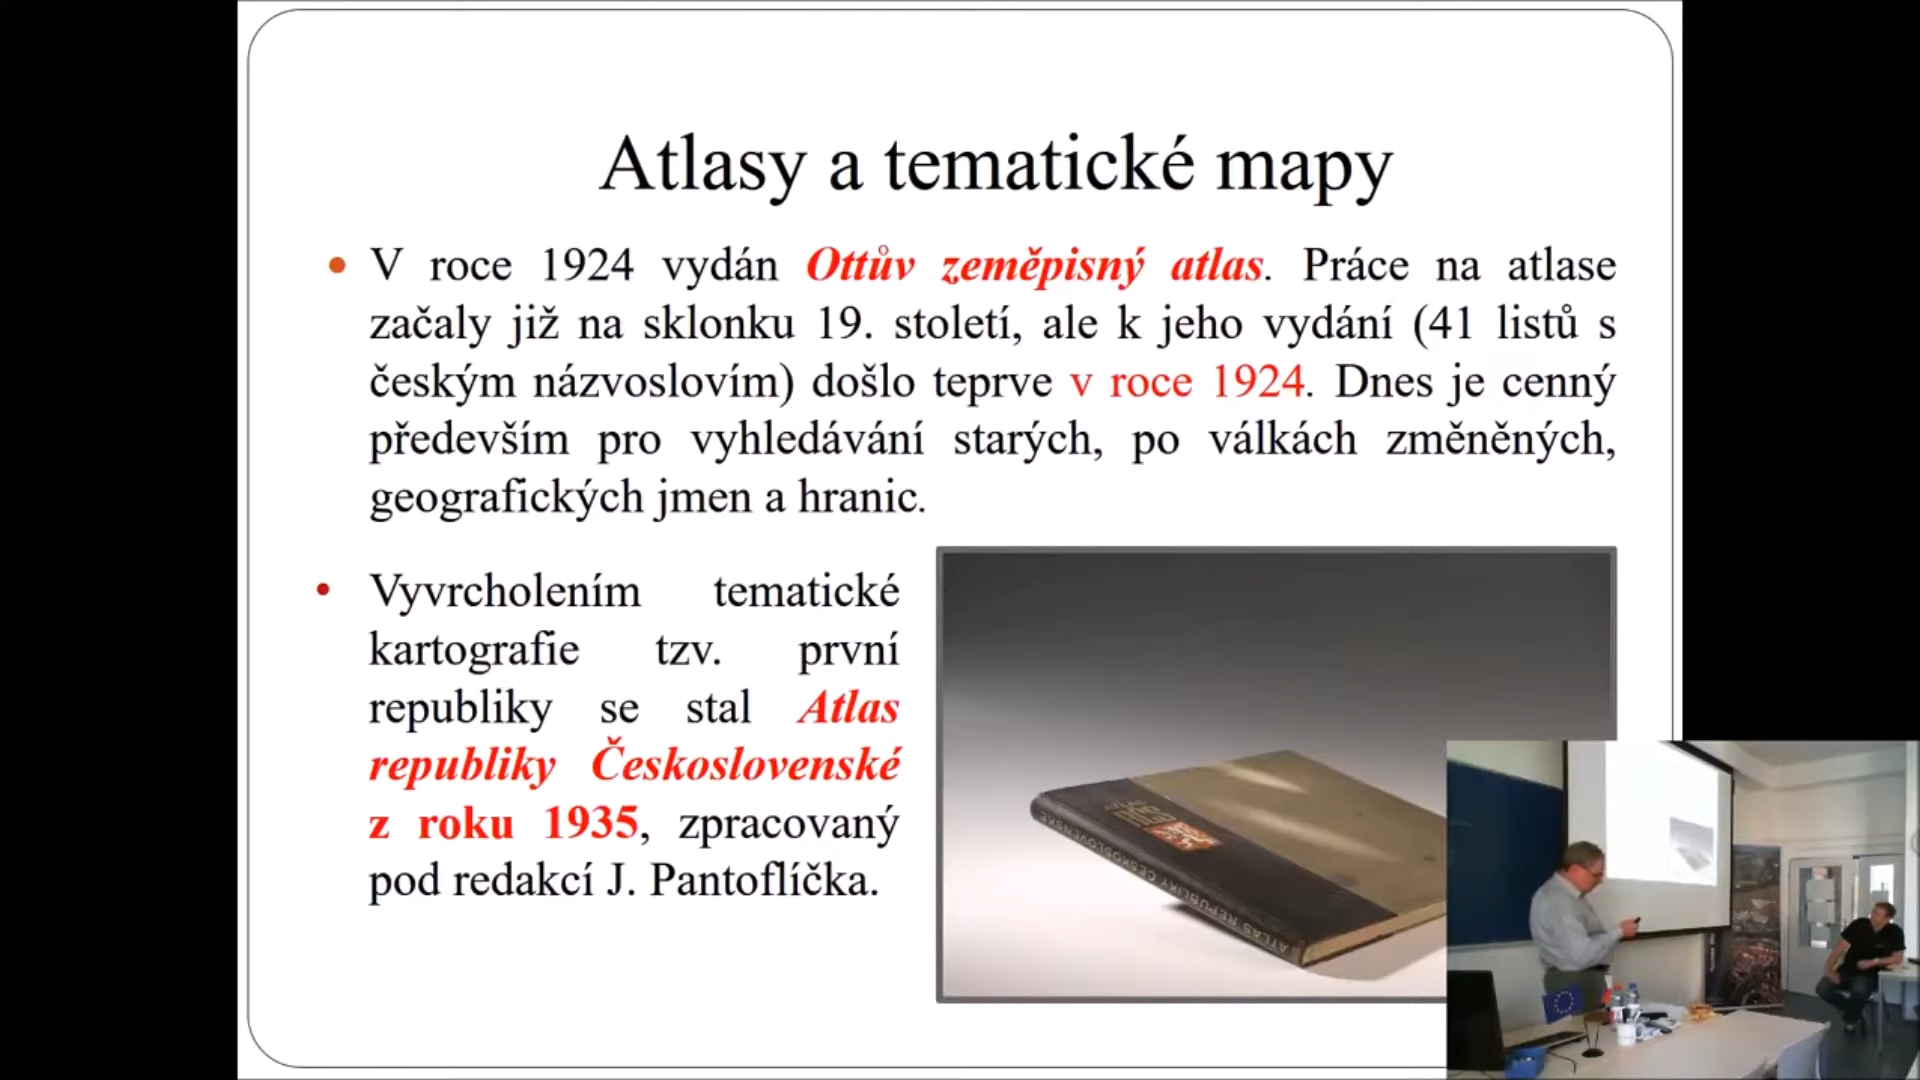 Atlasy a tematické mapy
• V roce 1924 vydán Ottův zeměpisný atlas. Práce na atlase
začaly již na sklonku 19. století, ale k jeho vydání (41 listů s
českým názvoslovím) došlo teprve v roce 1924. Dnes je cenný
především pro vyhledávání starých, po válkách změněných,
geografických jmen a hranic.
• Vyvrcholením tematické
kartografie tzv. první
republiky se stal Atlas
republiky Československé
z roku 1935, zpracovaný
pod redakcí J. Pantoflíčka.
ATLAS REPUBLIKY ČESKOSLOVENSKÉ